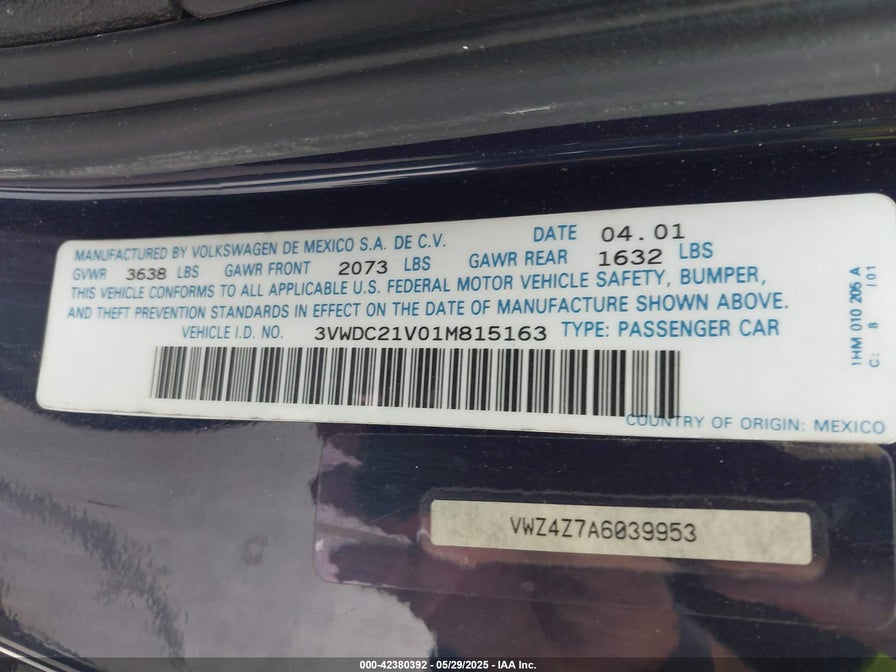 MANUFACTURED BY VOLKSWAGEN DE MEXICO S.A. DE C.V. DATE 04.01
GVWR 3638 LBS GAWR FRONT 2073 LBS GAWR REAR 1632 LBS
THIS VEHICLE CONFORMS TO ALL APPLICABLE U.S. FEDERAL MOTOR VEHICLE SAFETY, BUMPER,
AND THEFT PREVENTION STANDARDS IN EFFECT ON THE DATE OF MANUFACTURE SHOWN ABOVE.
VEHICLE I.D. NO. 3VWDC21V01M815163 TYPE: PASSENGER CAR
COUNTRY OF ORIGIN: MEXICO
1HM 010 205 A
C: 8 /01
VWZ4Z7A6039953
000-42380392 - 05/29/2025 - IAA Inc.